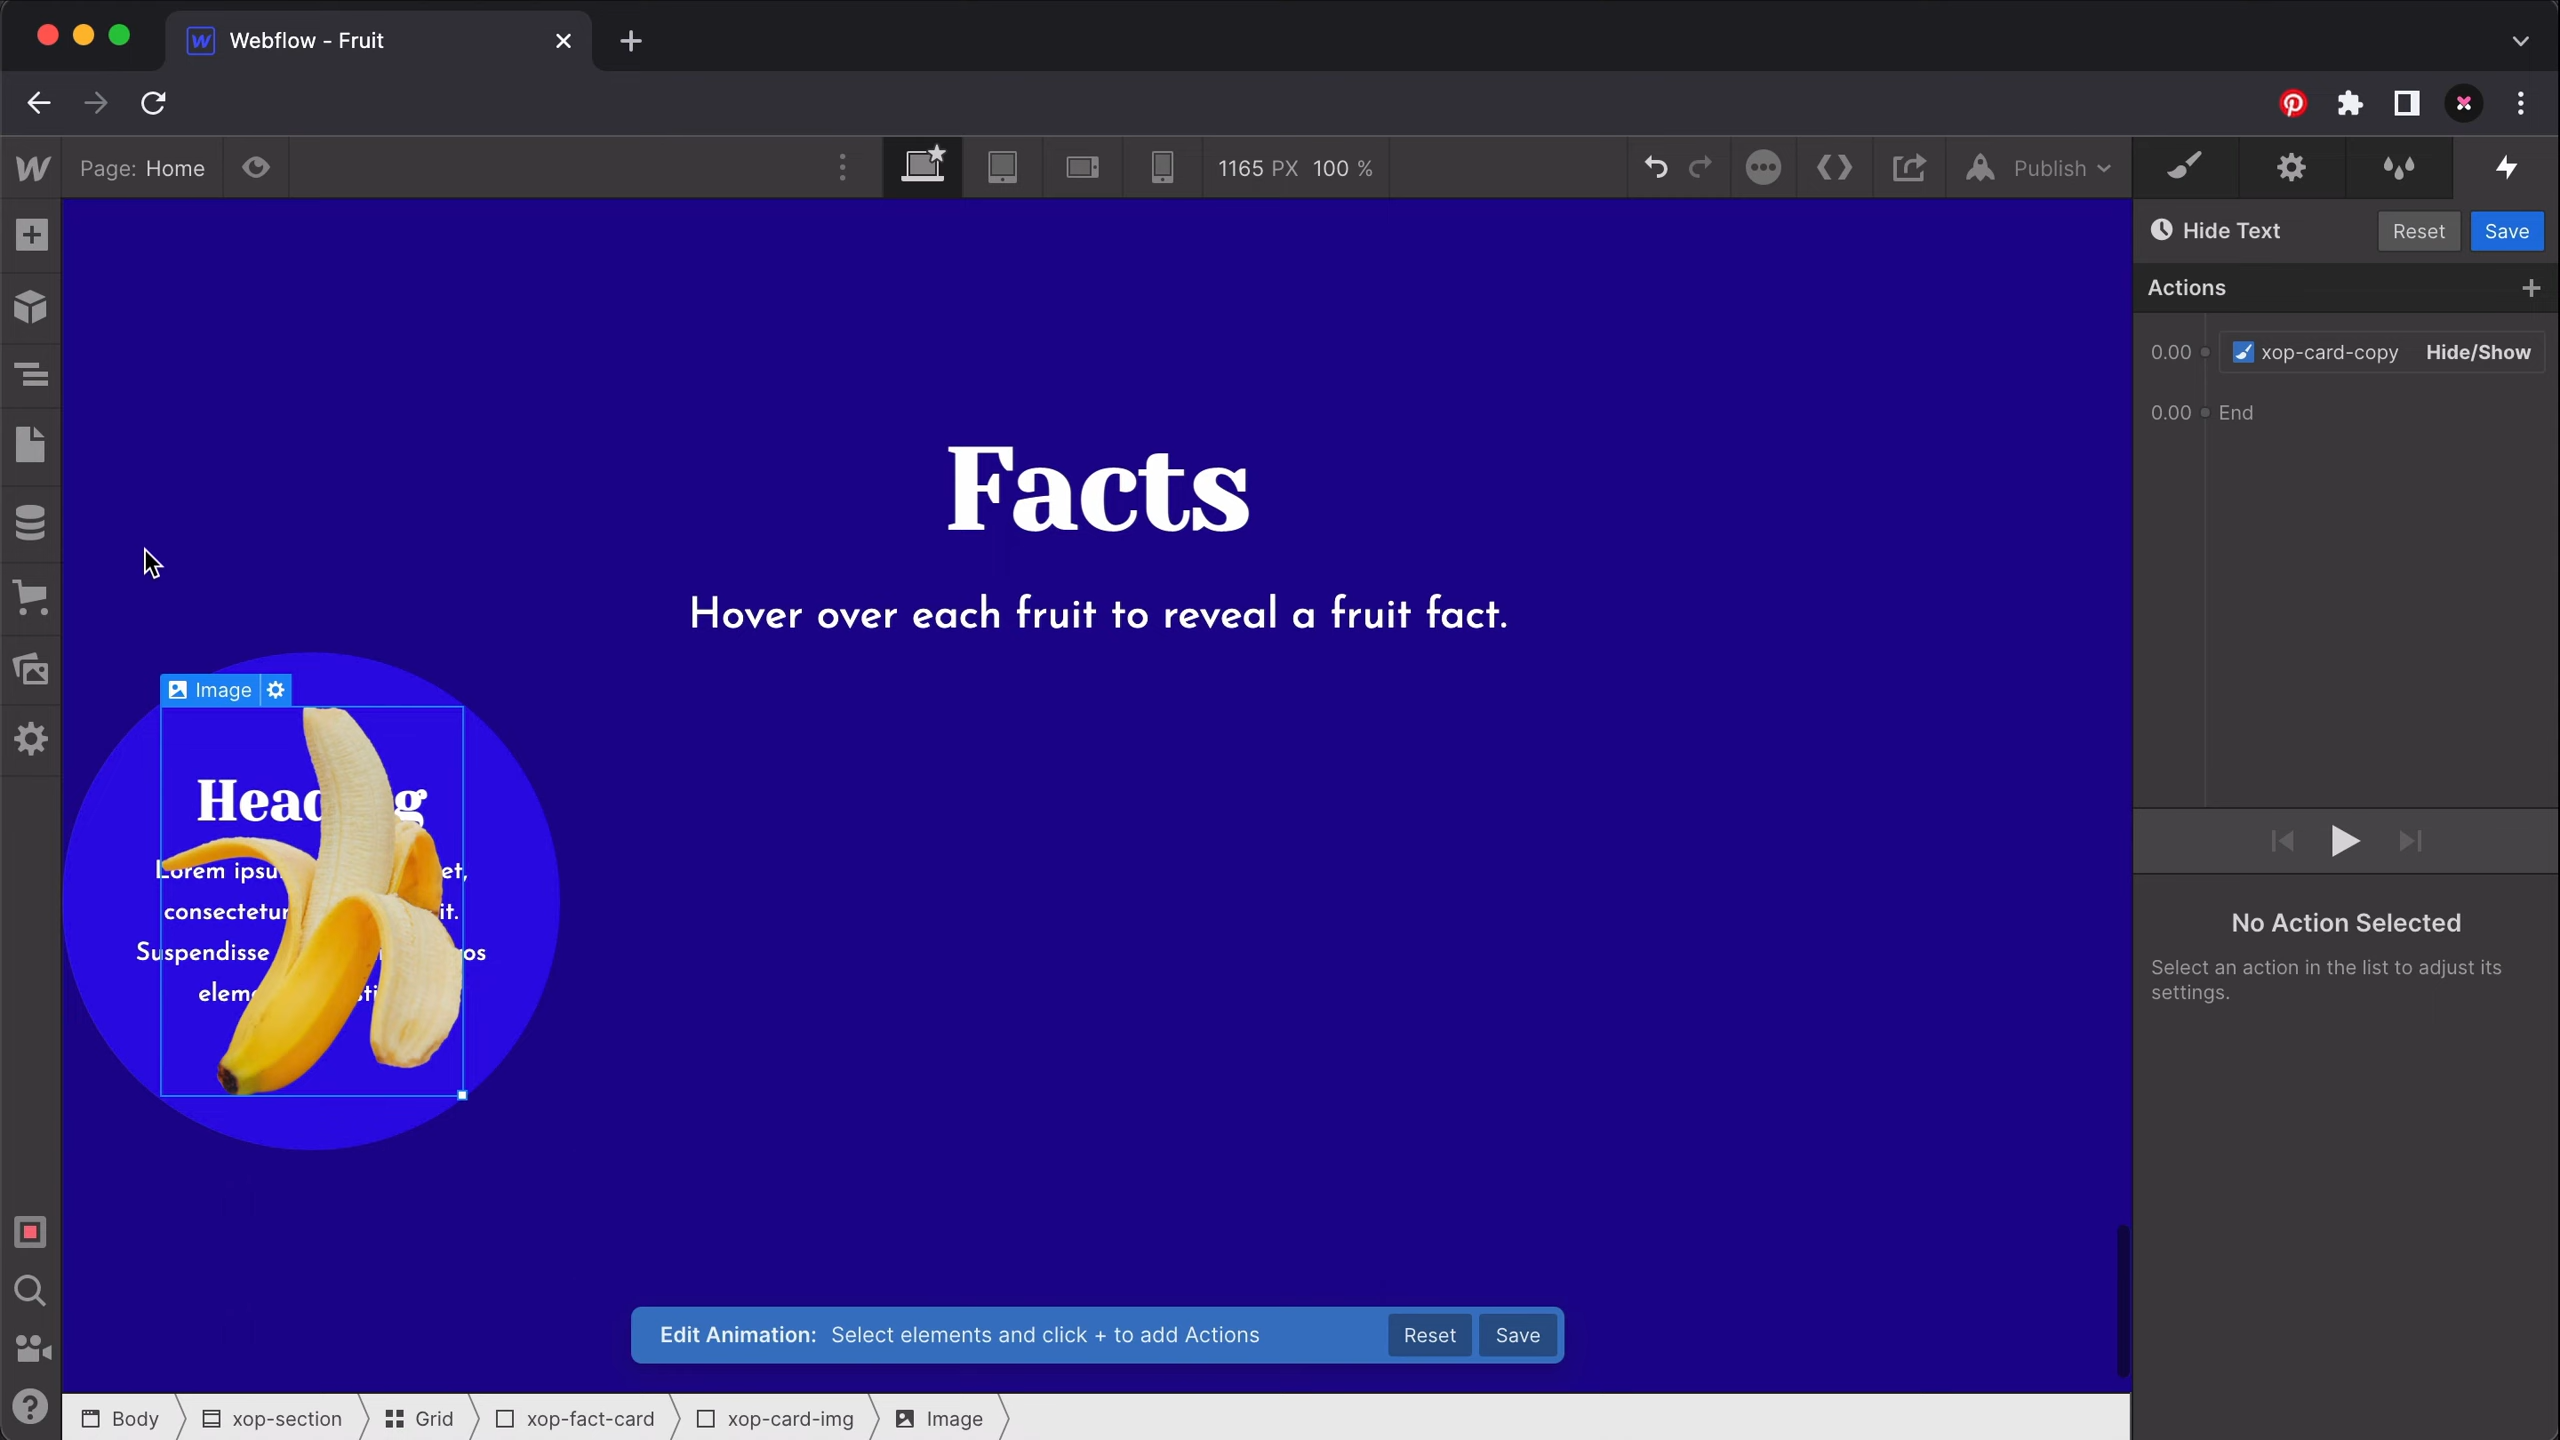 Webflow - Fruit
Page: Home
1165 PX 100 %
Publish
Hide Text
Reset
Save
Actions
0.00
xop-card-copy
Hide/Show
0.00
End
Facts
Hover over each fruit to reveal a fruit fact.
Image
Lorem
consectetur
Suspendisse
No Action Selected
Select an action in the list to adjust its
settings.
Edit Animation: Select elements and click + to add Actions
Reset
Save
Body
xop-section
Grid
xop-fact-card
xop-card-img
Image